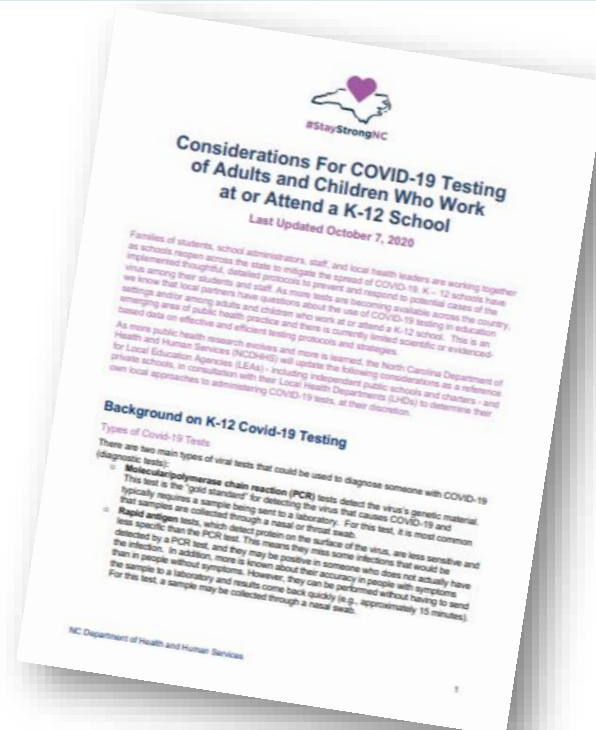 #StayStrongNC
Considerations For COVID-19 Testing
of Adults and Children Who Work
at or Attend a K-12 School
Last Updated October 7, 2020
Families of students, school administrators, staff, and local health leaders are working together
as schools reopen across the state to mitigate the spread of COVID-19. K – 12 schools have
implemented thoughtful, detailed protocols to prevent and respond to potential cases of the
virus among their students and staff. As more tests are becoming available across the country,
we know that local partners have questions about the use of COVID-19 testing in education
settings and/or among adults and children who work at or attend a K-12 school. This is an
emerging area of public health practice and there is currently limited scientific or evidenced-
based data on effective and efficient testing protocols and strategies.
As more public health research evolves and more is learned, the North Carolina Department of
Health and Human Services (NCDHHS) will update the following considerations as a reference
for Local Education Agencies (LEAs) - including independent public schools and charters - and
private schools, in consultation with their Local Health Departments (LHDs) to determine their
own local approaches to administering COVID-19 tests, at their discretion.
Background on K-12 Covid-19 Testing
Types of Covid-19 Tests
There are two main types of viral tests that could be used to diagnose someone with COVID-19
(diagnostic tests):
o Molecular/polymerase chain reaction (PCR) tests detect the virus's genetic material.
This test is the "gold standard" for detecting the virus that causes COVID-19 and
typically requires a sample being sent to a laboratory. For this test, it is most common
that samples are collected through a nasal or throat swab.
o Rapid antigen tests, which detect protein on the surface of the virus, are less sensitive and
less specific than the PCR test. This means they miss some infections that would be
detected by a PCR test, and they may be positive in someone who does not actually have
the infection. In addition, more is known about their accuracy in people with symptoms
than in people without symptoms. However, they can be performed without having to send
the sample to a laboratory and results come back quickly (e.g., approximately 15 minutes).
For this test, a sample may be collected through a nasal swab.
NC Department of Health and Human Services
1